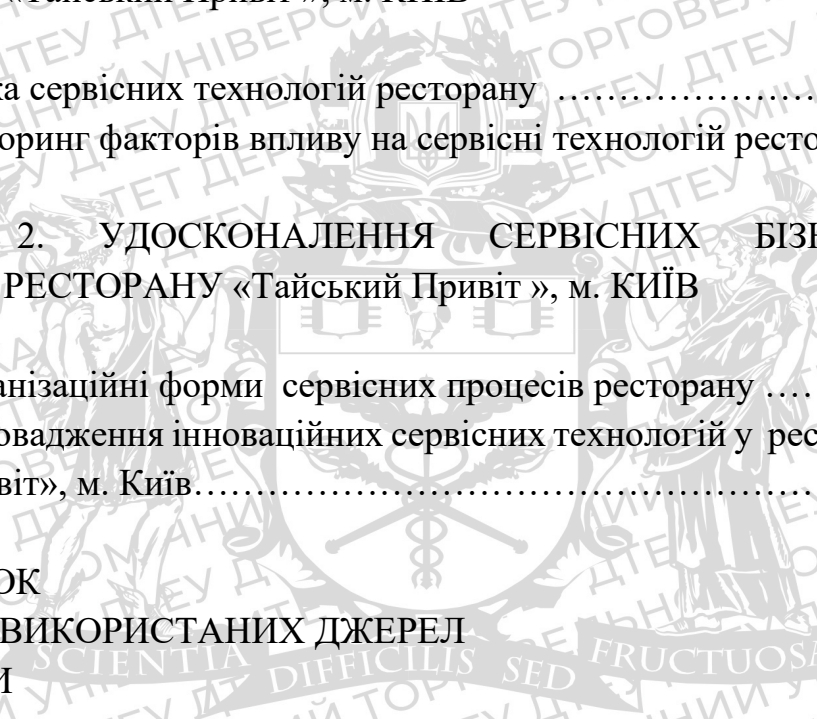 «Тайський Привіт », м. КИЇВ
ка сервісних технологій ресторану ……………………
оринг факторів впливу на сервісні технологій ресто
2. УДОСКОНАЛЕННЯ СЕРВІСНИХ БІЗН
РЕСТОРАНУ «Тайський Привіт », м. КИЇВ
анізаційні форми сервісних процесів ресторану ….
овадження інноваційних сервісних технологій у рес
віт», м. Київ……………………………………………………
ОК
ВИКОРИСТАНИХ ДЖЕРЕЛ
И
SCIENTIA DIFFICILIS SED FRUCTUOSA